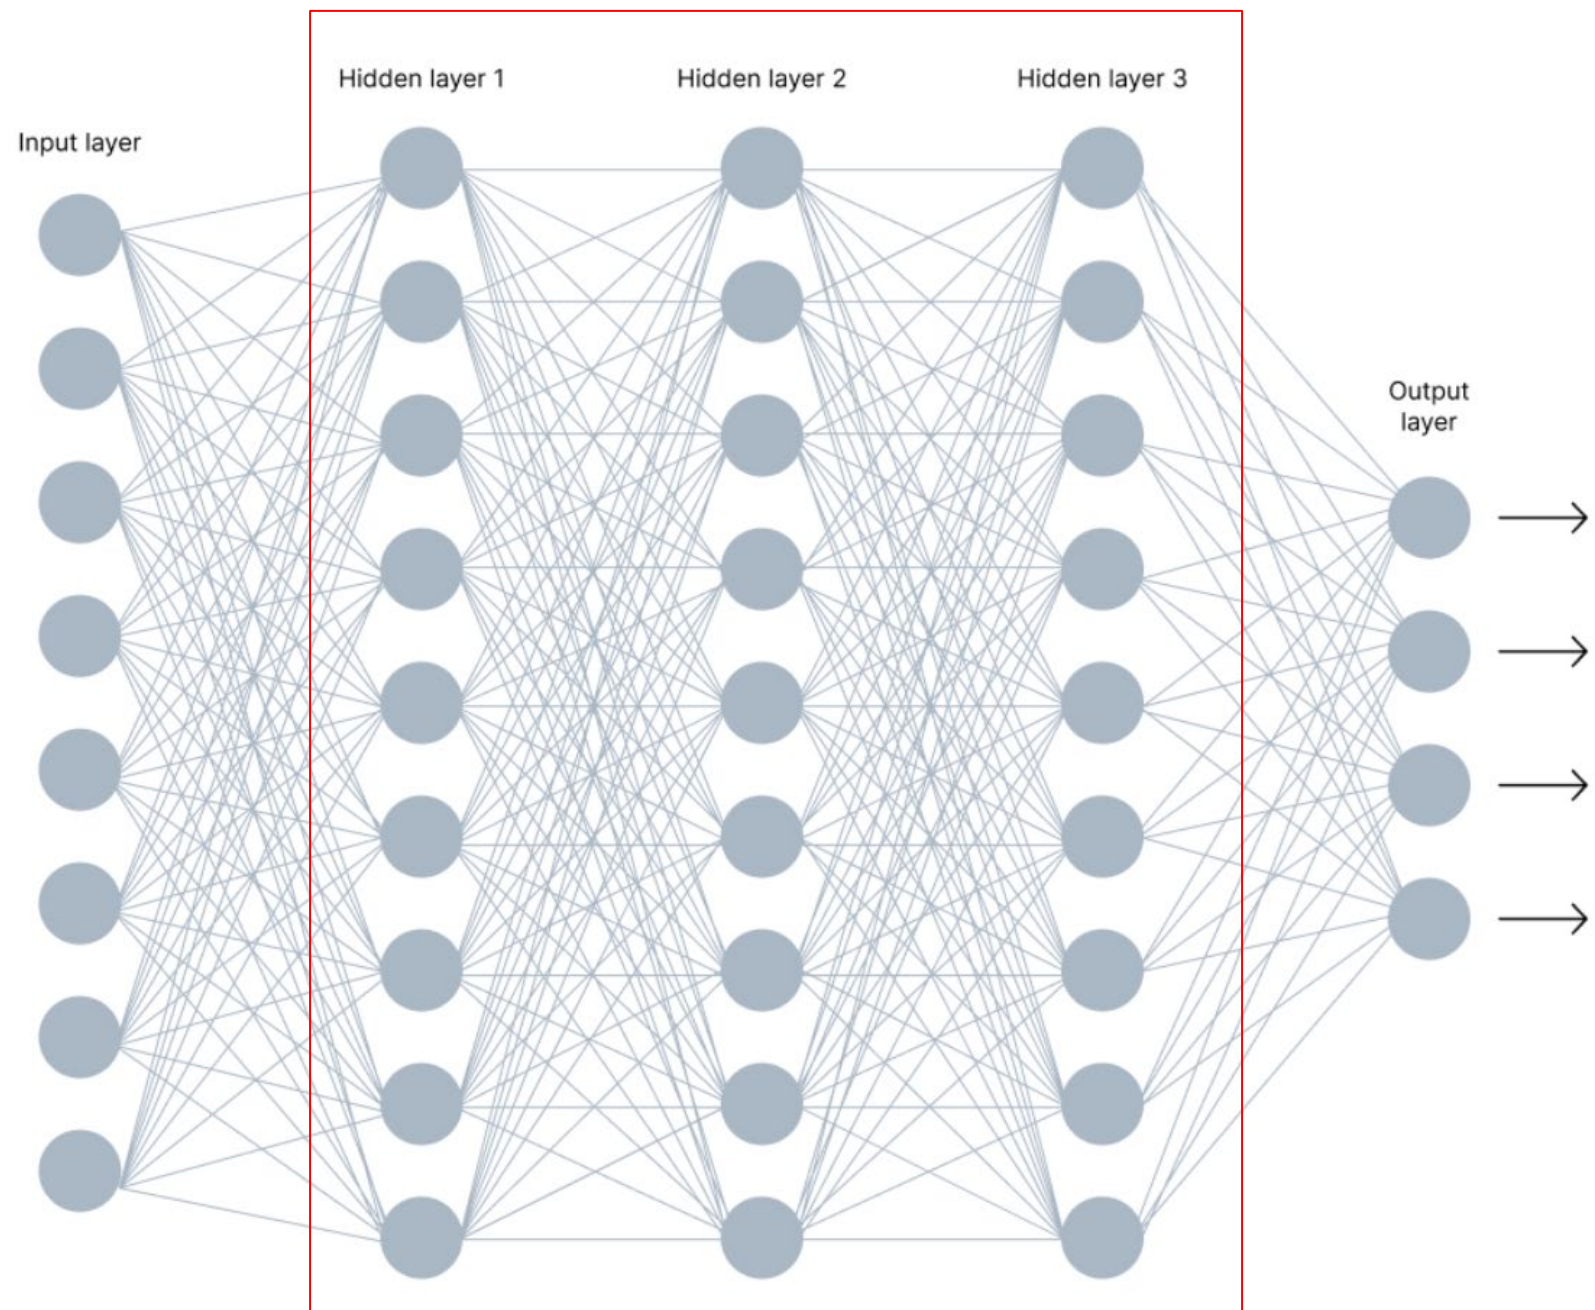 Input layer
Hidden layer 1
Hidden layer 2
Hidden layer 3
Output
layer